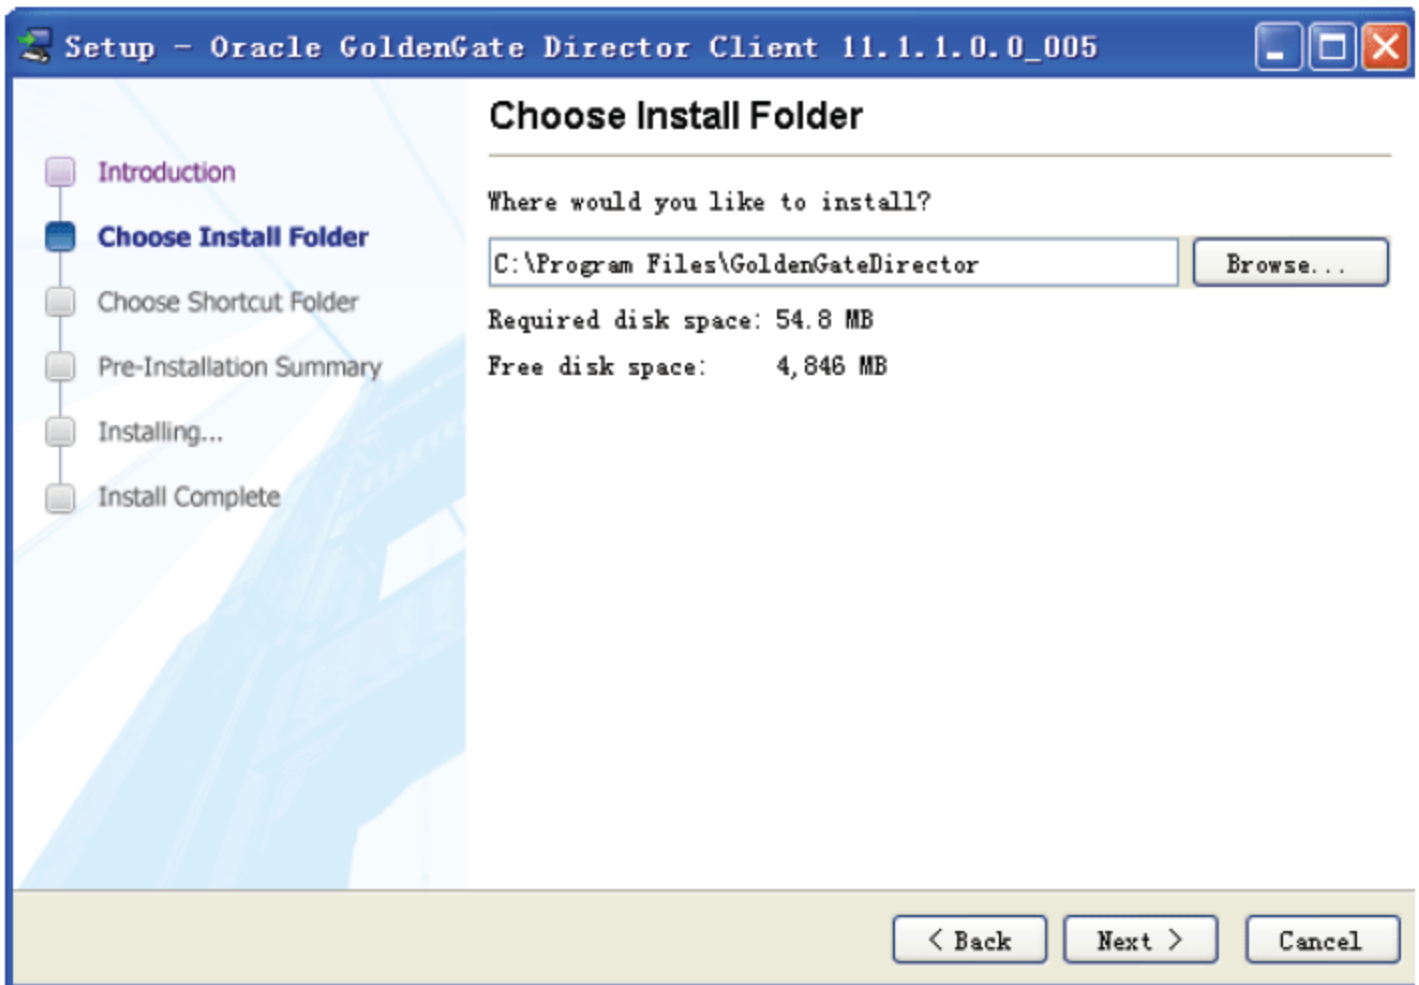 Setup - Oracle GoldenGate Director Client 11.1.1.0.0_005
Introduction
Choose Install Folder
Choose Shortcut Folder
Pre-Installation Summary
Installing...
Install Complete
Choose Install Folder
Where would you like to install?
C:\Program Files\GoldenGateDirector
Browse...
Required disk space: 54.8 MB
Free disk space: 4,846 MB
< Back
Next >
Cancel